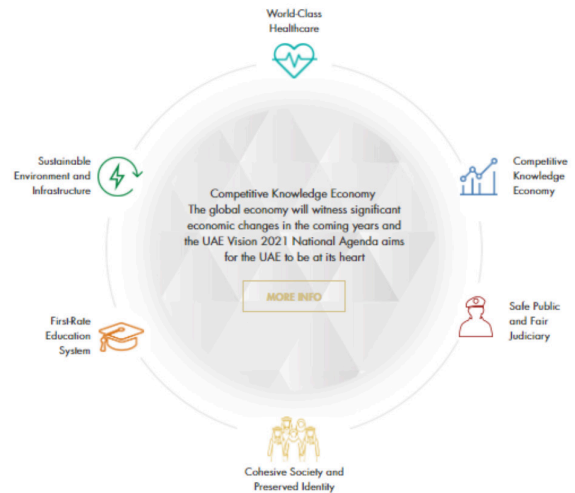 World-Class
Healthcare
Sustainable
Environment and
Infrastructure
Competitive
Knowledge
Economy
Competitive Knowledge Economy
The global economy will witness significant
economic changes in the coming years and
the UAE Vision 2021 National Agenda aims
for the UAE to be at its heart
MORE INFO
First-Rate
Education
System
Safe Public
and Fair
Judiciary
Cohesive Society and
Preserved Identity